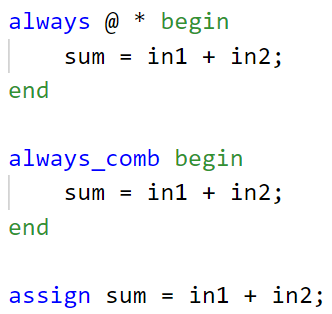 always @ * begin
    sum = in1 + in2;
end

always_comb begin
    sum = in1 + in2;
end

assign sum = in1 + in2;